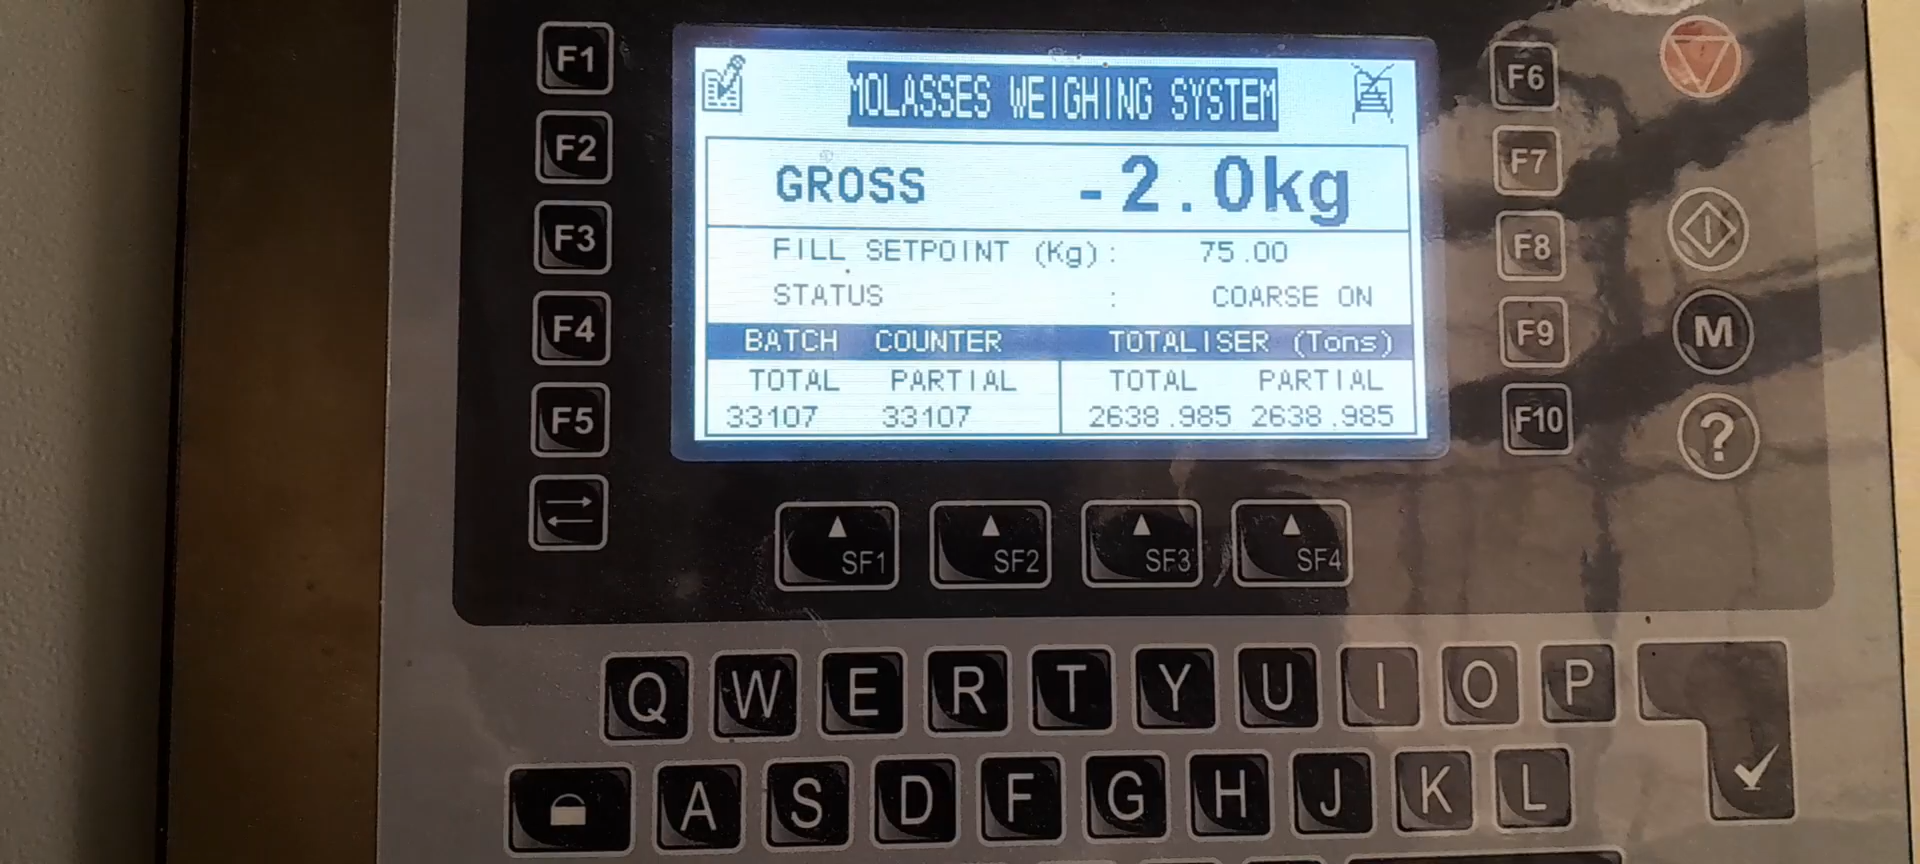 MOLASSES WEIGHING SYSTEM
GROSS -2.0kg
FILL SETPOINT (Kg) : 75.00
STATUS : COARSE ON
BATCH COUNTER TOTALISER (Tons)
TOTAL PARTIAL TOTAL PARTIAL
33107 33107 2638.985 2638.985
F1
F2
F3
F4
F5
F6
F7
F8
F9
F10
M
?
SF1 SF2 SF3 SF4
Q W E R T Y U I O P
A S D F G H J K L